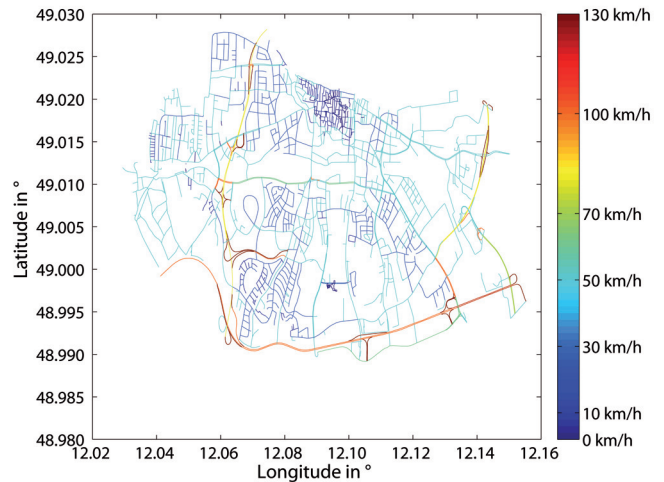 49.030
49.025
49.020
49.015
49.010
49.005
49.000
48.995
48.990
48.985
48.980
Latitude in °
12.02 12.04 12.06 12.08 12.10 12.12 12.14 12.16
Longitude in °
130 km/h
100 km/h
70 km/h
50 km/h
30 km/h
10 km/h
0 km/h